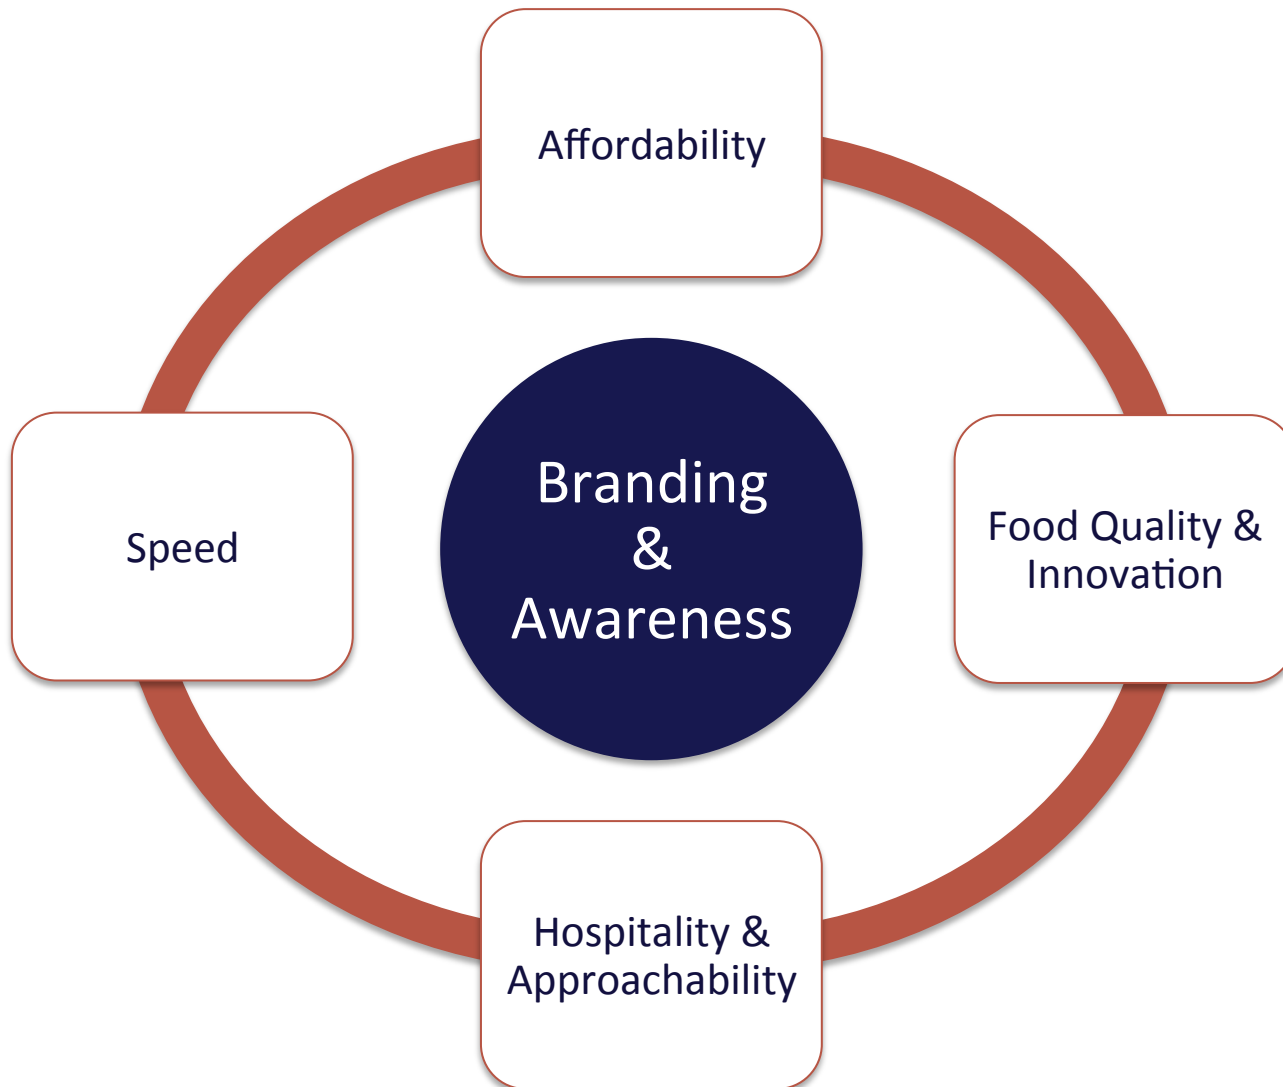 Affordability
Branding
&
Awareness
Speed
Food Quality &
Innovation
Hospitality &
Approachability